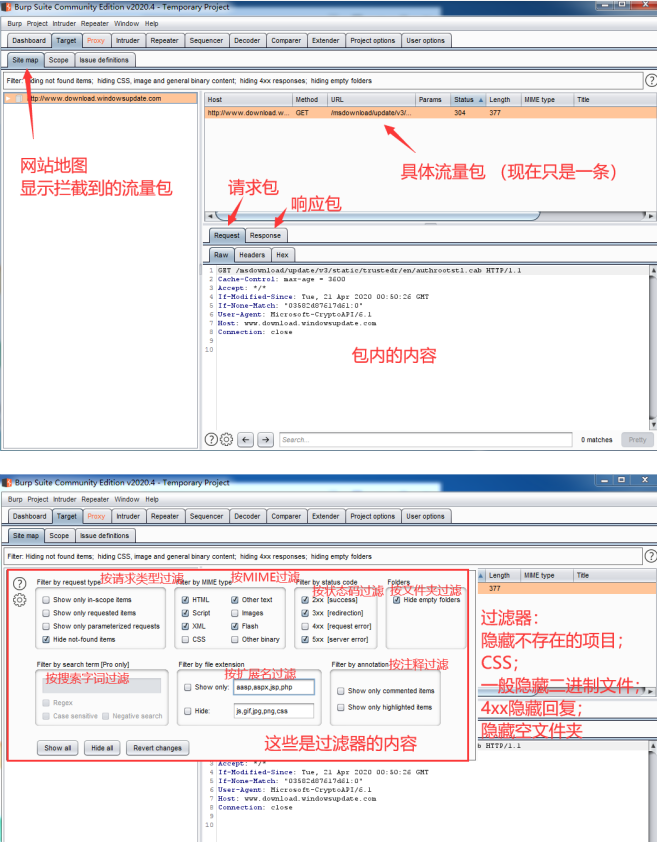 Burp Suite Community Edition v2020.4 - Temporary Project
Burp Project Intruder Repeater Window Help
Dashboard Target Proxy Intruder Repeater Sequencer Decoder Comparer Extender Project options User options
Site map Scope Issue definitions
Filter: Hiding not found items; hiding CSS, image and general binary content; hiding 4xx responses; hiding empty folders
http://www.download.windowsupdate.com
Host Method URL Params Status Length MIME type Title
http://www.download.w... GET /msdownload/update/v3/... 304 377
网站地图
显示拦截到的流量包
具体流量包 （现在只是一条）
请求包
响应包
Request Response
Raw Headers Hex
1 GET /msdownload/update/v3/static/trustedr/en/authrootstl.cab HTTP/1.1
2 Cache-Control: max-age = 3600
3 Accept: */*
4 If-Modified-Since: Tue, 21 Apr 2020 00:50:26 GMT
5 If-None-Match: "03582d87617d61:0"
6 User-Agent: Microsoft-CryptoAPI/6.1
7 Host: www.download.windowsupdate.com
8 Connection: close
9
10
包内的内容
Search...
0 matches
Pretty
Burp Suite Community Edition v2020.4 - Temporary Project
Burp Project Intruder Repeater Window Help
Dashboard Target Proxy Intruder Repeater Sequencer Decoder Comparer Extender Project options User options
Site map Scope Issue definitions
Filter: Hiding not found items; hiding CSS, image and general binary content; hiding 4xx responses; hiding empty folders
Length MIME type Title
377
Filter by request type 按请求类型过滤
Show only in-scope items
Show only requested items
Show only parameterized requests
Hide not-found items
Filter by MIME type 按MIME过滤
HTML Other text
Script Images
XML Flash
CSS Other binary
Filter by status code
按状态码过滤
2xx [success]
3xx [redirection]
4xx [request error]
5xx [server error]
Folders
按文件夹过滤
Hide empty folders
过滤器：
隐藏不存在的项目；
CSS；
一般隐藏二进制文件；
4xx隐藏回复；
隐藏空文件夹
Filter by search term [Pro only]
按搜索字词过滤
Regex
Case sensitive Negative search
Filter by file extension
按扩展名过滤
Show only: aasp,aspx,jsp,php
Hide: js,gif,jpg,png,css
Filter by annotation 按注释过滤
Show only commented items
Show only highlighted items
Show all Hide all Revert changes
这些是过滤器的内容
b HTTP/1.1
Accept: */*
4 If-Modified-Since: Tue, 21 Apr 2020 00:50:26 GMT
5 If-None-Match: "03582d87617d61:0"
6 User-Agent: Microsoft-CryptoAPI/6.1
7 Host: www.download.windowsupdate.com
8 Connection: close
9
10